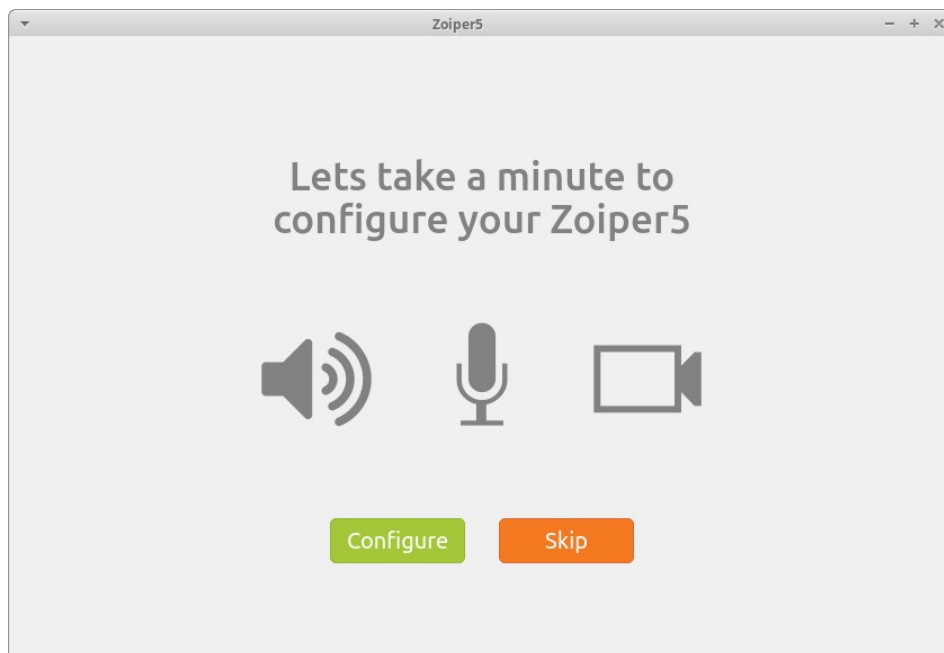 Zoiper5
Lets take a minute to
configure your Zoiper5
Configure
Skip